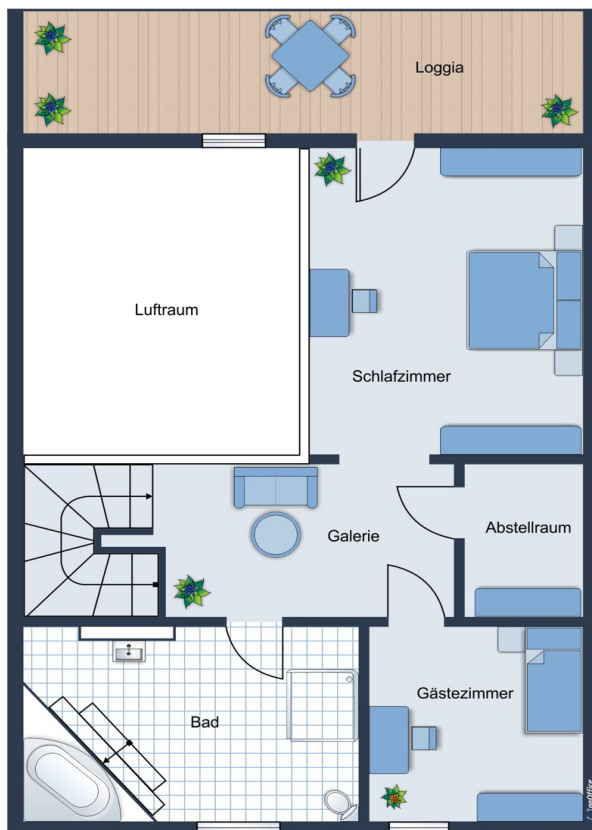 Loggia
Luftraum
Schlafzimmer
Galerie
Abstellraum
Gästezimmer
Bad